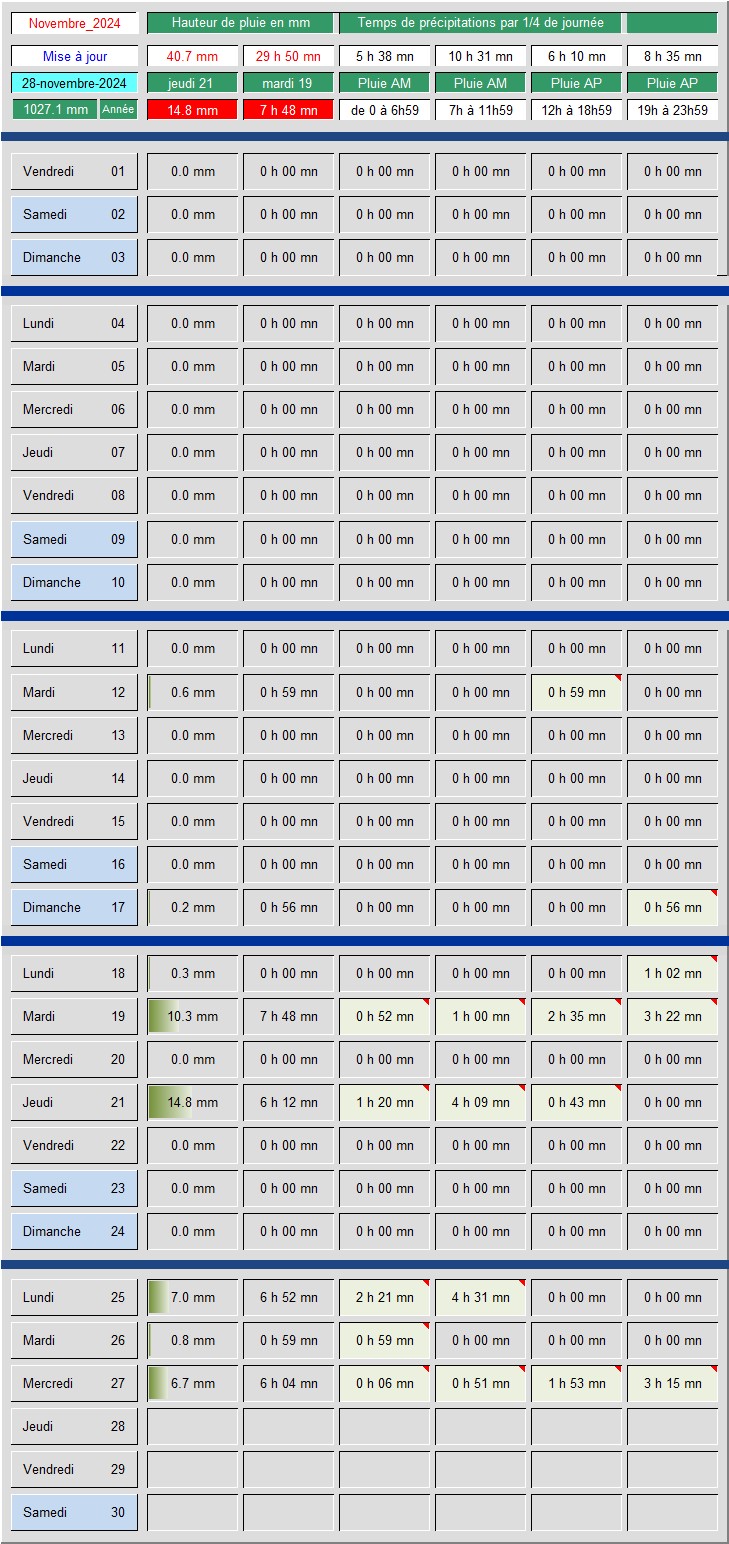 Novembre_2024 Hauteur de pluie en mm Temps de précipitations par 1/4 de journée
Mise à jour 40.7 mm 29 h 50 mn 5 h 38 mn 10 h 31 mn 6 h 10 mn 8 h 35 mn
28-novembre-2024 jeudi 21 mardi 19 Pluie AM Pluie AM Pluie AP Pluie AP
1027.1 mm Année 14.8 mm 7 h 48 mn de 0 à 6h59 7h à 11h59 12h à 18h59 19h à 23h59
Vendredi 01 0.0 mm 0 h 00 mn 0 h 00 mn 0 h 00 mn 0 h 00 mn 0 h 00 mn
Samedi 02 0.0 mm 0 h 00 mn 0 h 00 mn 0 h 00 mn 0 h 00 mn 0 h 00 mn
Dimanche 03 0.0 mm 0 h 00 mn 0 h 00 mn 0 h 00 mn 0 h 00 mn 0 h 00 mn
Lundi 04 0.0 mm 0 h 00 mn 0 h 00 mn 0 h 00 mn 0 h 00 mn 0 h 00 mn
Mardi 05 0.0 mm 0 h 00 mn 0 h 00 mn 0 h 00 mn 0 h 00 mn 0 h 00 mn
Mercredi 06 0.0 mm 0 h 00 mn 0 h 00 mn 0 h 00 mn 0 h 00 mn 0 h 00 mn
Jeudi 07 0.0 mm 0 h 00 mn 0 h 00 mn 0 h 00 mn 0 h 00 mn 0 h 00 mn
Vendredi 08 0.0 mm 0 h 00 mn 0 h 00 mn 0 h 00 mn 0 h 00 mn 0 h 00 mn
Samedi 09 0.0 mm 0 h 00 mn 0 h 00 mn 0 h 00 mn 0 h 00 mn 0 h 00 mn
Dimanche 10 0.0 mm 0 h 00 mn 0 h 00 mn 0 h 00 mn 0 h 00 mn 0 h 00 mn
Lundi 11 0.0 mm 0 h 00 mn 0 h 00 mn 0 h 00 mn 0 h 00 mn 0 h 00 mn
Mardi 12 0.6 mm 0 h 59 mn 0 h 00 mn 0 h 00 mn 0 h 59 mn 0 h 00 mn
Mercredi 13 0.0 mm 0 h 00 mn 0 h 00 mn 0 h 00 mn 0 h 00 mn 0 h 00 mn
Jeudi 14 0.0 mm 0 h 00 mn 0 h 00 mn 0 h 00 mn 0 h 00 mn 0 h 00 mn
Vendredi 15 0.0 mm 0 h 00 mn 0 h 00 mn 0 h 00 mn 0 h 00 mn 0 h 00 mn
Samedi 16 0.0 mm 0 h 00 mn 0 h 00 mn 0 h 00 mn 0 h 00 mn 0 h 00 mn
Dimanche 17 0.2 mm 0 h 56 mn 0 h 00 mn 0 h 00 mn 0 h 00 mn 0 h 56 mn
Lundi 18 0.3 mm 0 h 00 mn 0 h 00 mn 0 h 00 mn 0 h 00 mn 1 h 02 mn
Mardi 19 10.3 mm 7 h 48 mn 0 h 52 mn 1 h 00 mn 2 h 35 mn 3 h 22 mn
Mercredi 20 0.0 mm 0 h 00 mn 0 h 00 mn 0 h 00 mn 0 h 00 mn 0 h 00 mn
Jeudi 21 14.8 mm 6 h 12 mn 1 h 20 mn 4 h 09 mn 0 h 43 mn 0 h 00 mn
Vendredi 22 0.0 mm 0 h 00 mn 0 h 00 mn 0 h 00 mn 0 h 00 mn 0 h 00 mn
Samedi 23 0.0 mm 0 h 00 mn 0 h 00 mn 0 h 00 mn 0 h 00 mn 0 h 00 mn
Dimanche 24 0.0 mm 0 h 00 mn 0 h 00 mn 0 h 00 mn 0 h 00 mn 0 h 00 mn
Lundi 25 7.0 mm 6 h 52 mn 2 h 21 mn 4 h 31 mn 0 h 00 mn 0 h 00 mn
Mardi 26 0.8 mm 0 h 59 mn 0 h 59 mn 0 h 00 mn 0 h 00 mn 0 h 00 mn
Mercredi 27 6.7 mm 6 h 04 mn 0 h 06 mn 0 h 51 mn 1 h 53 mn 3 h 15 mn
Jeudi 28
Vendredi 29
Samedi 30